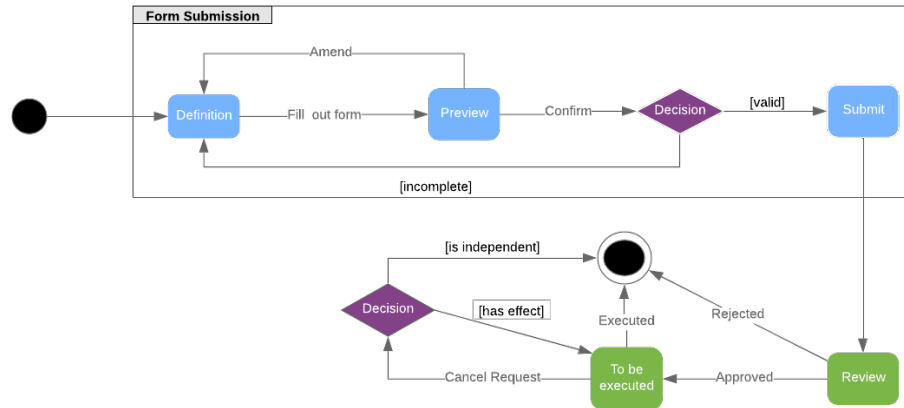 Form Submission
Amend
Definition
Fill out form
Preview
Confirm
Decision
[valid]
Submit
[incomplete]
[is independent]
Decision
[has effect]
Executed
Rejected
To be
executed
Cancel Request
Approved
Review